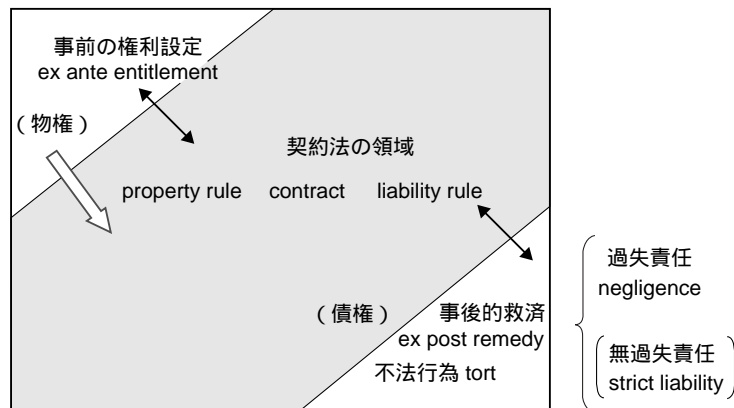 事前の権利設定
ex ante entitlement
（物権）
契約法の領域
property rule contract liability rule
（債権）
事後的救済
ex post remedy
不法行為 tort
過失責任
negligence
無過失責任
strict liability